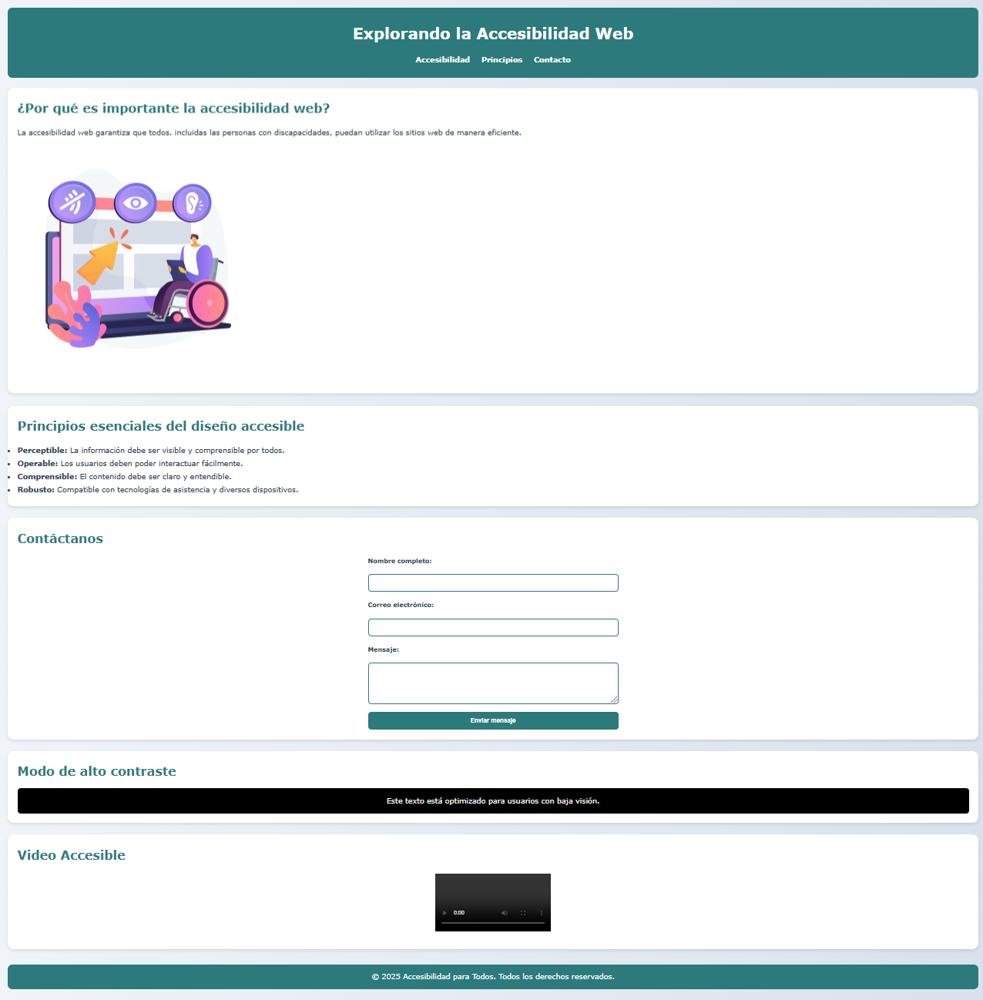 Explorando la Accesibilidad Web
Accesibilidad Principios Contacto
¿Por qué es importante la accesibilidad web?
La accesibilidad web garantiza que todos, incluidas las personas con discapacidades, puedan utilizar los sitios web de manera eficiente.
Principios esenciales del diseño accesible
• Perceptible: La información debe ser visible y comprensible por todos.
• Operable: Los usuarios deben poder interactuar fácilmente.
• Comprensible: El contenido debe ser claro y entendible.
• Robusto: Compatible con tecnologías de asistencia y diversos dispositivos.
Contáctanos
Nombre completo:
Correo electrónico:
Mensaje:
Enviar mensaje
Modo de alto contraste
Este texto está optimizado para usuarios con baja visión.
Video Accesible
0:00
© 2025 Accesibilidad para Todos. Todos los derechos reservados.